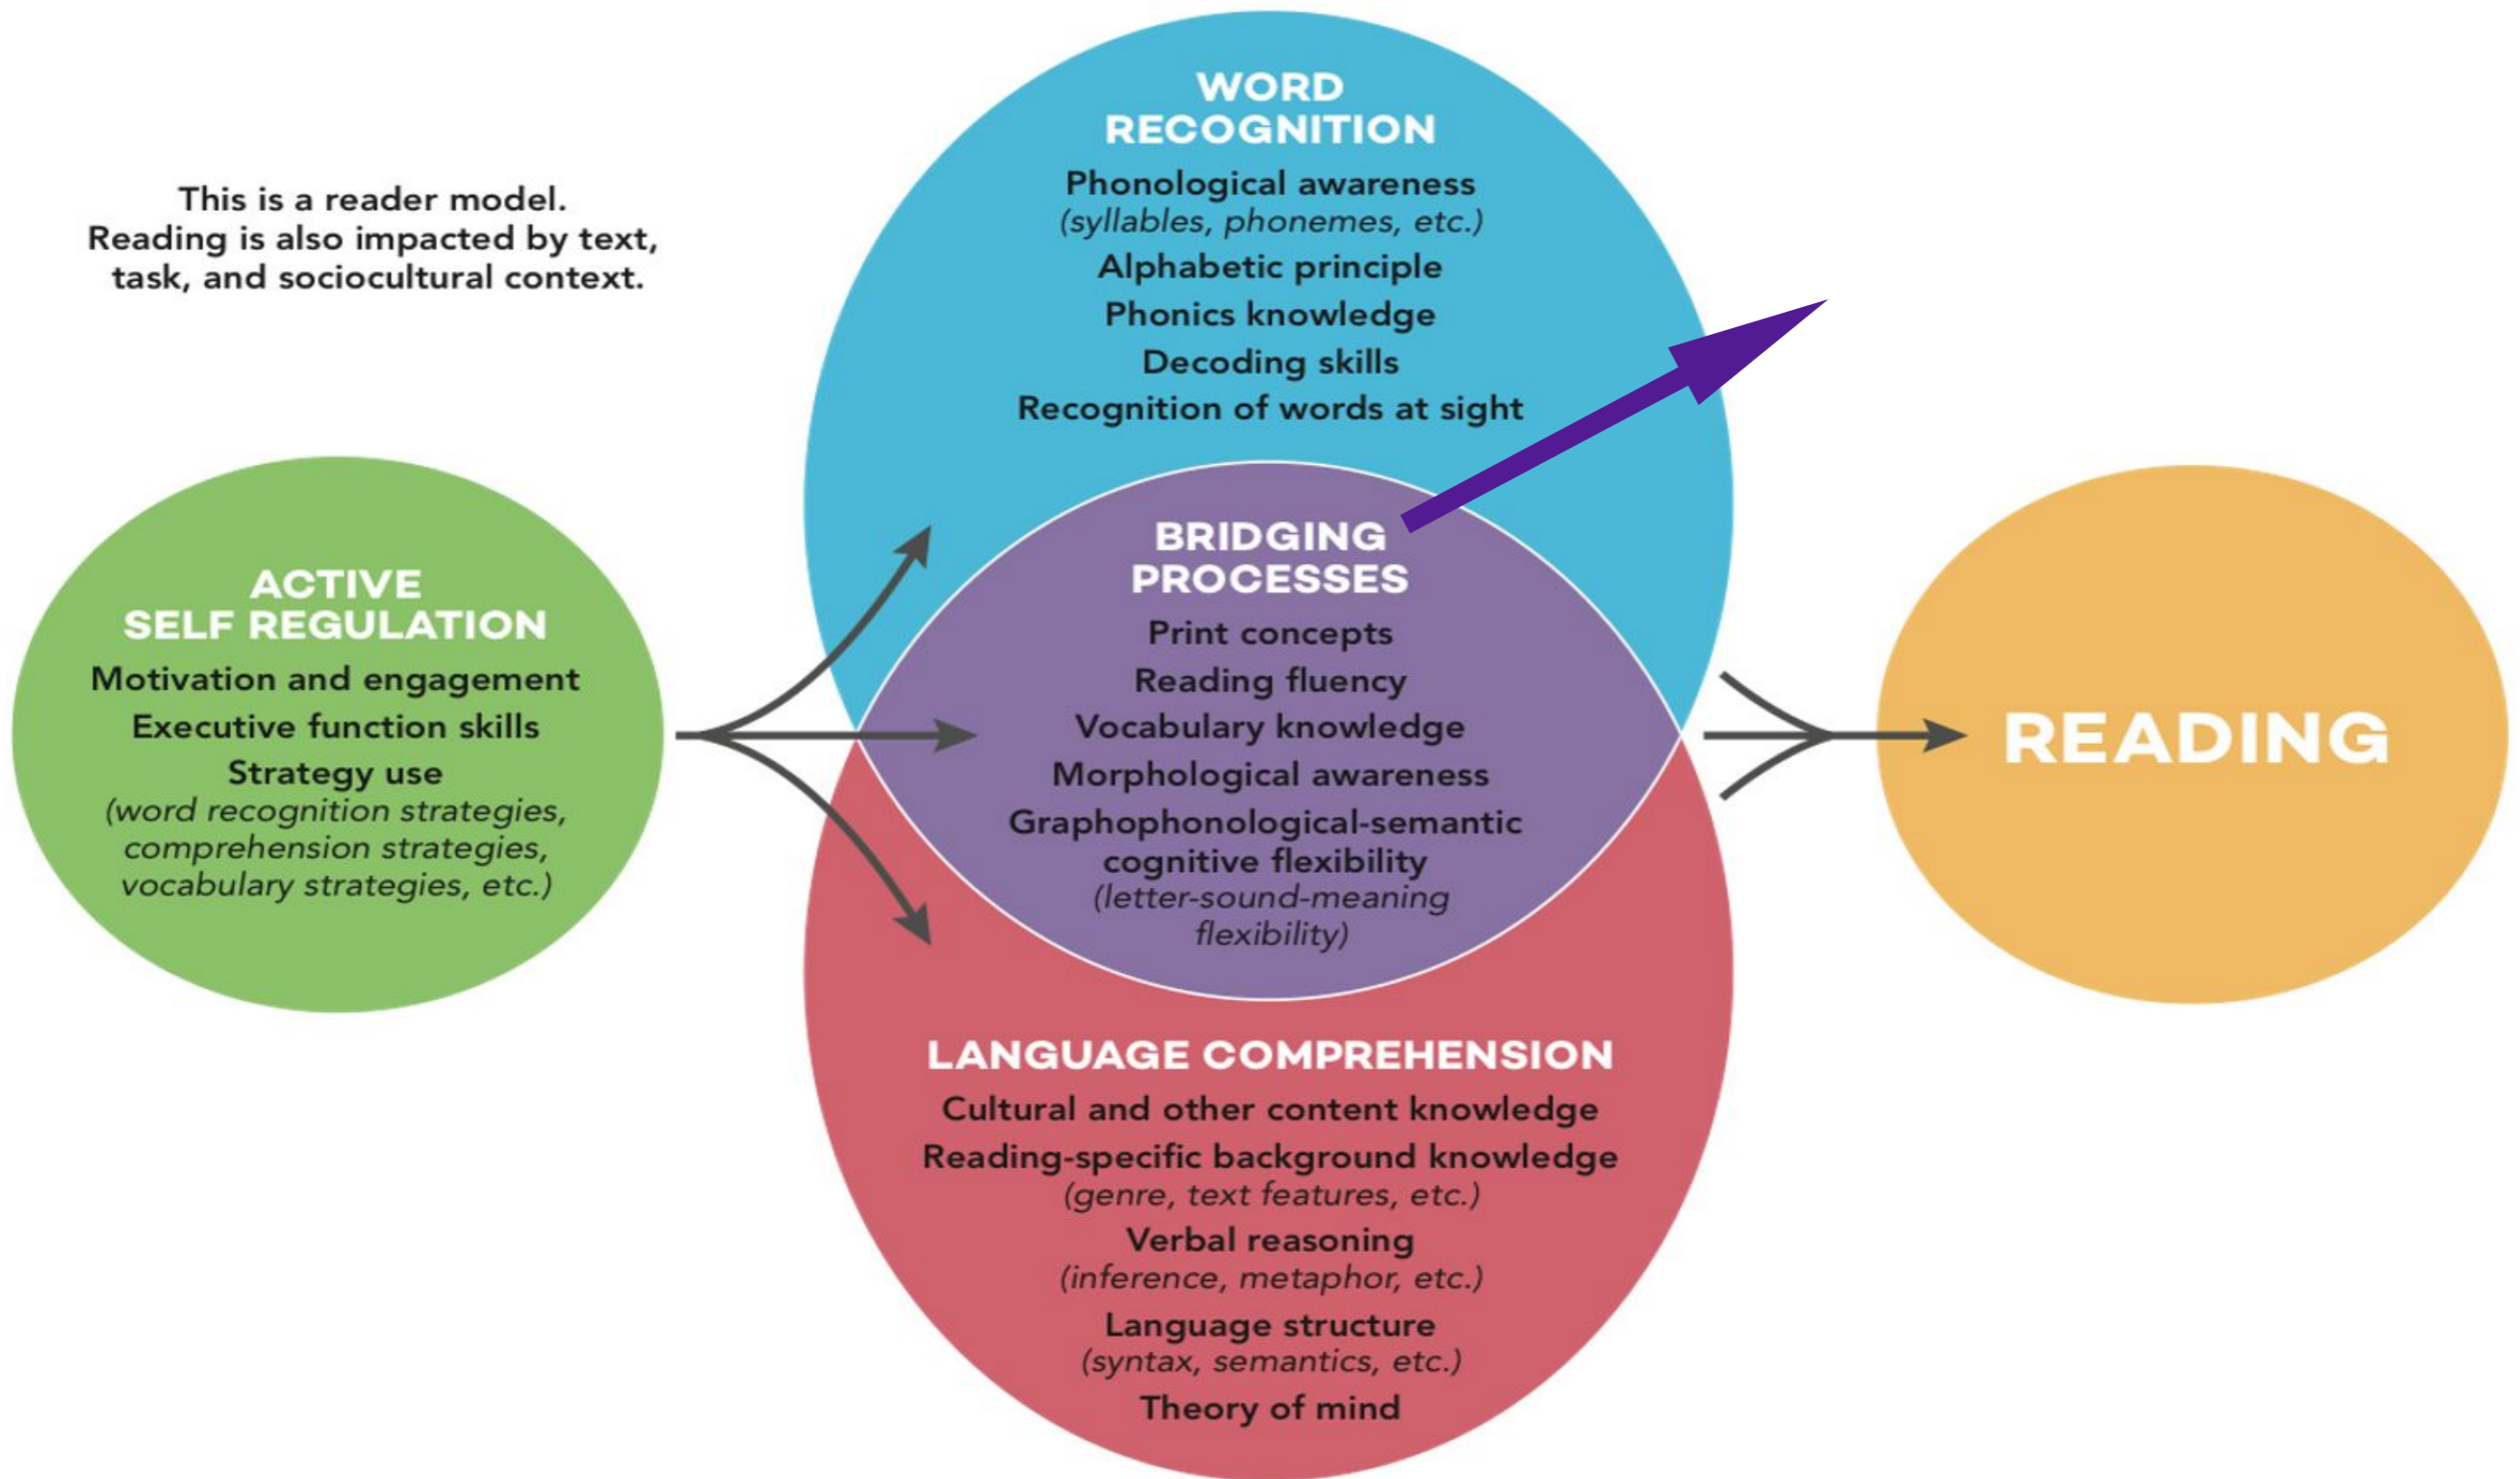 This is a reader model.
Reading is also impacted by text,
task, and sociocultural context.
ACTIVE
SELF REGULATION
Motivation and engagement
Executive function skills
Strategy use
(word recognition strategies,
comprehension strategies,
vocabulary strategies, etc.)
WORD
RECOGNITION
Phonological awareness
(syllables, phonemes, etc.)
Alphabetic principle
Phonics knowledge
Decoding skills
Recognition of words at sight
BRIDGING
PROCESSES
Print concepts
Reading fluency
Vocabulary knowledge
Morphological awareness
Graphophonological-semantic
cognitive flexibility
(letter-sound-meaning
flexibility)
LANGUAGE COMPREHENSION
Cultural and other content knowledge
Reading-specific background knowledge
(genre, text features, etc.)
Verbal reasoning
(inference, metaphor, etc.)
Language structure
(syntax, semantics, etc.)
Theory of mind
READING